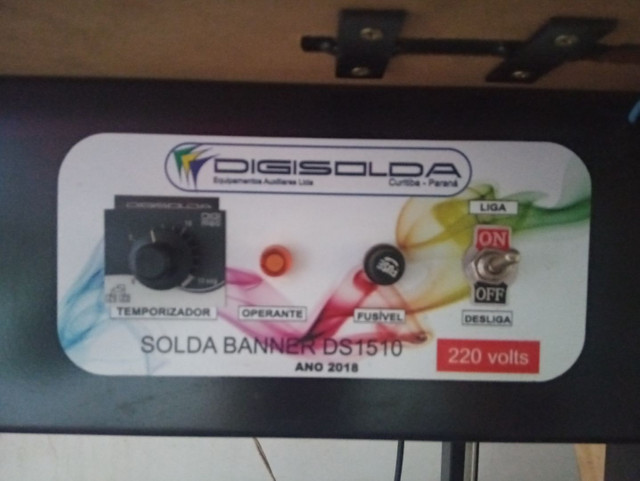 DIGISOLDA
Equipamentos Auxiliares Ltda
Curitiba - Paraná
DIGISOLDA
LIGA
ON
OFF
TEMPORIZADOR
OPERANTE
FUSÍVEL
DESLIGA
SOLDA BANNER DS1510
ANO 2018
220 volts